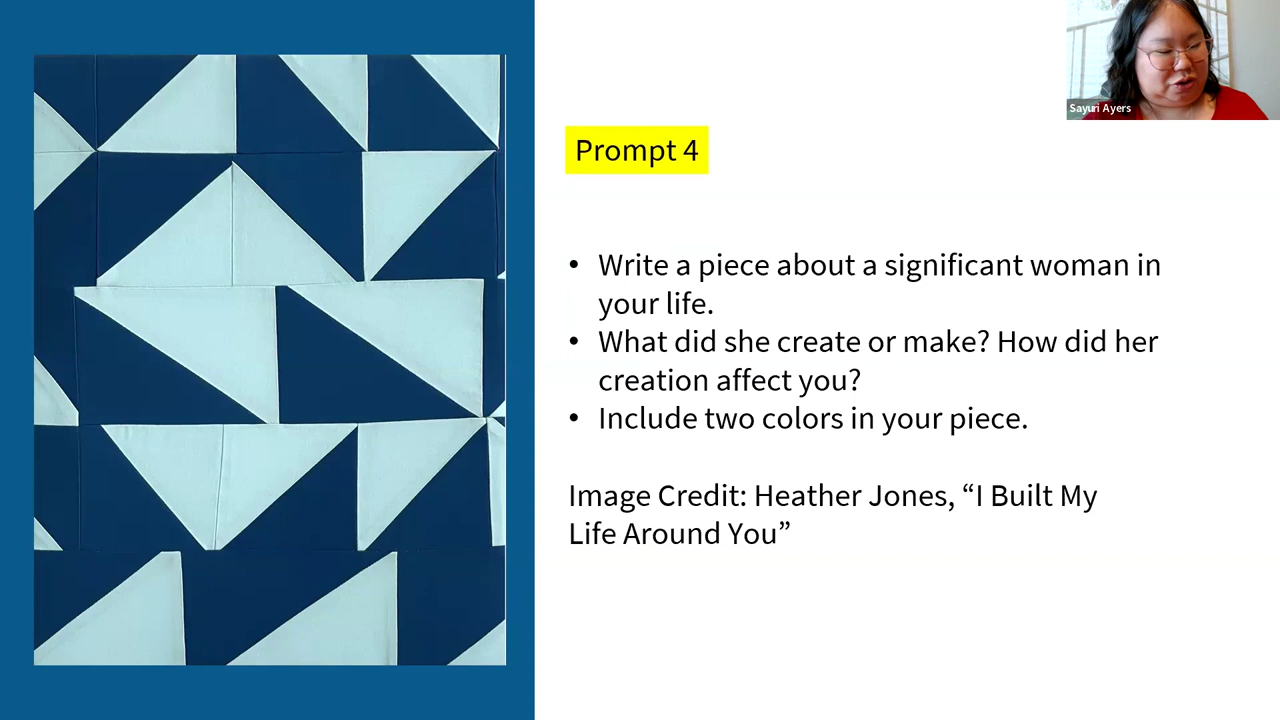 Sayuri Ayers
Prompt 4
• Write a piece about a significant woman in
your life.
• What did she create or make? How did her
creation affect you?
• Include two colors in your piece.
Image Credit: Heather Jones, “I Built My
Life Around You”